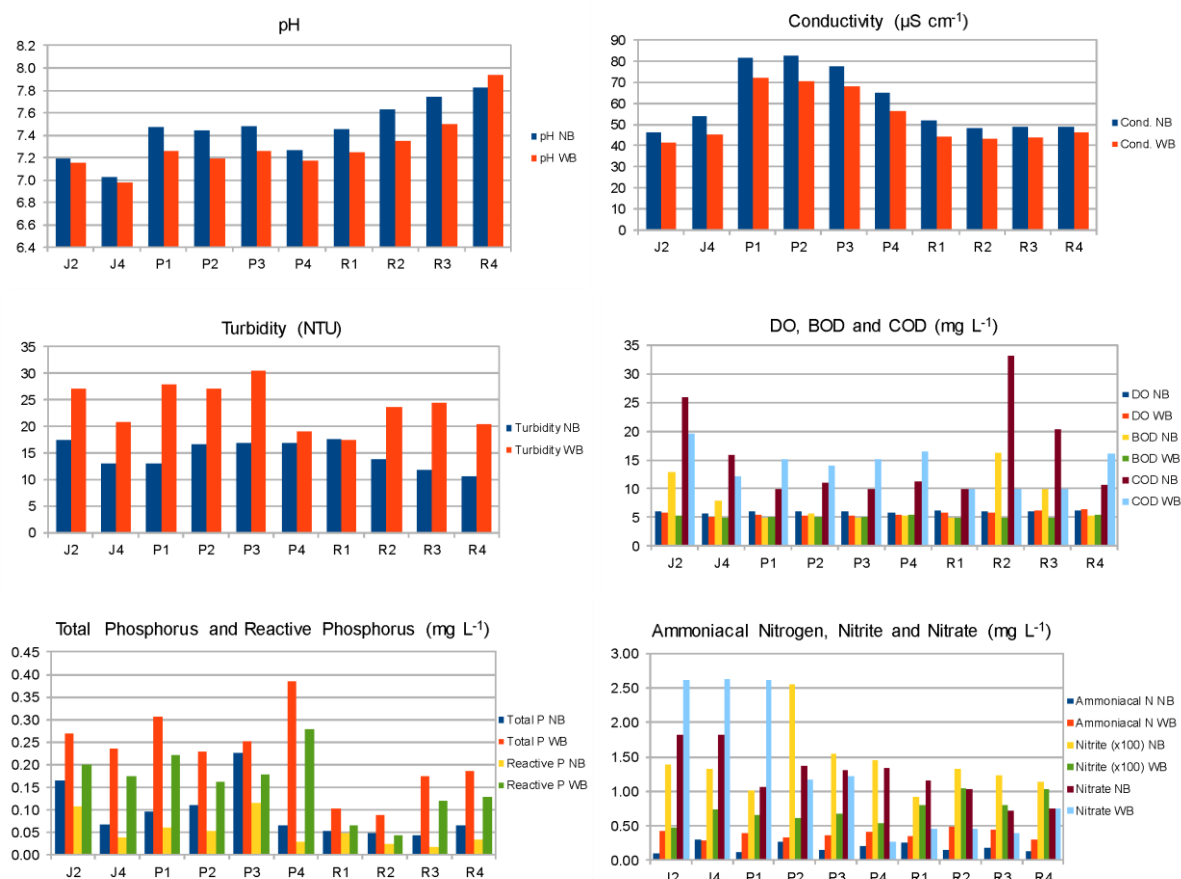 pH
8.2
8.0
7.8
7.6
7.4
7.2
7.0
6.8
6.6
6.4
J2 J4 P1 P2 P3 P4 R1 R2 R3 R4
pH NB
pH WB
Conductivity (µS cm-1)
90
80
70
60
50
40
30
20
10
0
J2 J4 P1 P2 P3 P4 R1 R2 R3 R4
Cond. NB
Cond. WB
Turbidity (NTU)
35
30
25
20
15
10
5
0
J2 J4 P1 P2 P3 P4 R1 R2 R3 R4
Turbidity NB
Turbidity WB
DO, BOD and COD (mg L-1)
35
30
25
20
15
10
5
0
J2 J4 P1 P2 P3 P4 R1 R2 R3 R4
DO NB
DO WB
BOD NB
BOD WB
COD NB
COD WB
Total Phosphorus and Reactive Phosphorus (mg L-1)
0.45
0.40
0.35
0.30
0.25
0.20
0.15
0.10
0.05
0.00
J2 J4 P1 P2 P3 P4 R1 R2 R3 R4
Total P NB
Total P WB
Reactive P NB
Reactive P WB
Ammoniacal Nitrogen, Nitrite and Nitrate (mg L-1)
3.00
2.50
2.00
1.50
1.00
0.50
0.00
J2 J4 P1 P2 P3 P4 R1 R2 R3 R4
Ammoniacal N NB
Ammoniacal N WB
Nitrite (x100) NB
Nitrite (x100) WB
Nitrate NB
Nitrate WB